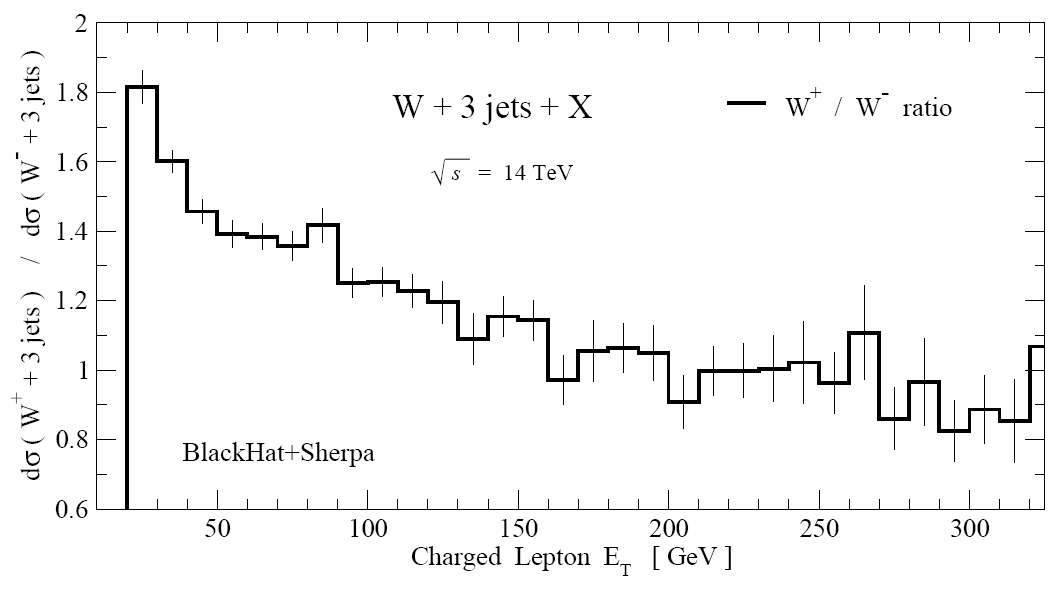 dσ ( W⁺ + 3 jets ) / dσ ( W⁻ + 3 jets )
2
1.8
1.6
1.4
1.2
1
0.8
0.6
W + 3 jets + X
√s = 14 TeV
W⁺ / W⁻ ratio
BlackHat+Sherpa
50 100 150 200 250 300
Charged Lepton E_T [ GeV ]